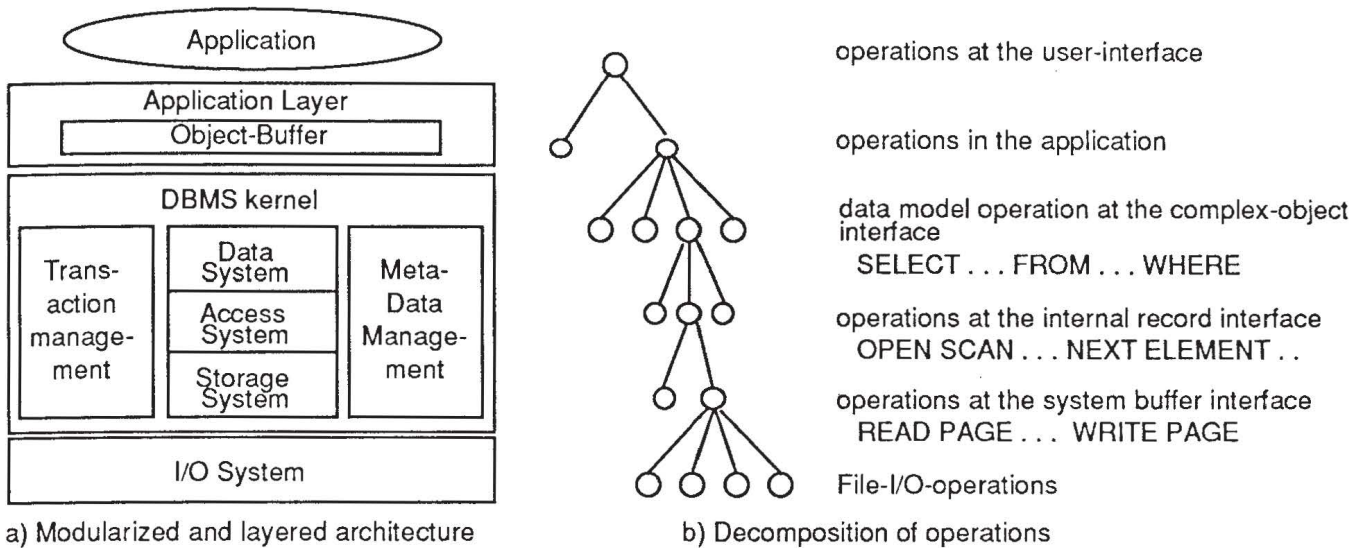 Application
Application Layer
Object-Buffer
DBMS kernel
Trans-
action
manage-
ment
Data
System
Access
System
Storage
System
Meta-
Data
Manage-
ment
I/O System
a) Modularized and layered architecture
operations at the user-interface
operations in the application
data model operation at the complex-object
interface
SELECT . . . FROM . . . WHERE
operations at the internal record interface
OPEN SCAN . . . NEXT ELEMENT . .
operations at the system buffer interface
READ PAGE . . . WRITE PAGE
File-I/O-operations
b) Decomposition of operations